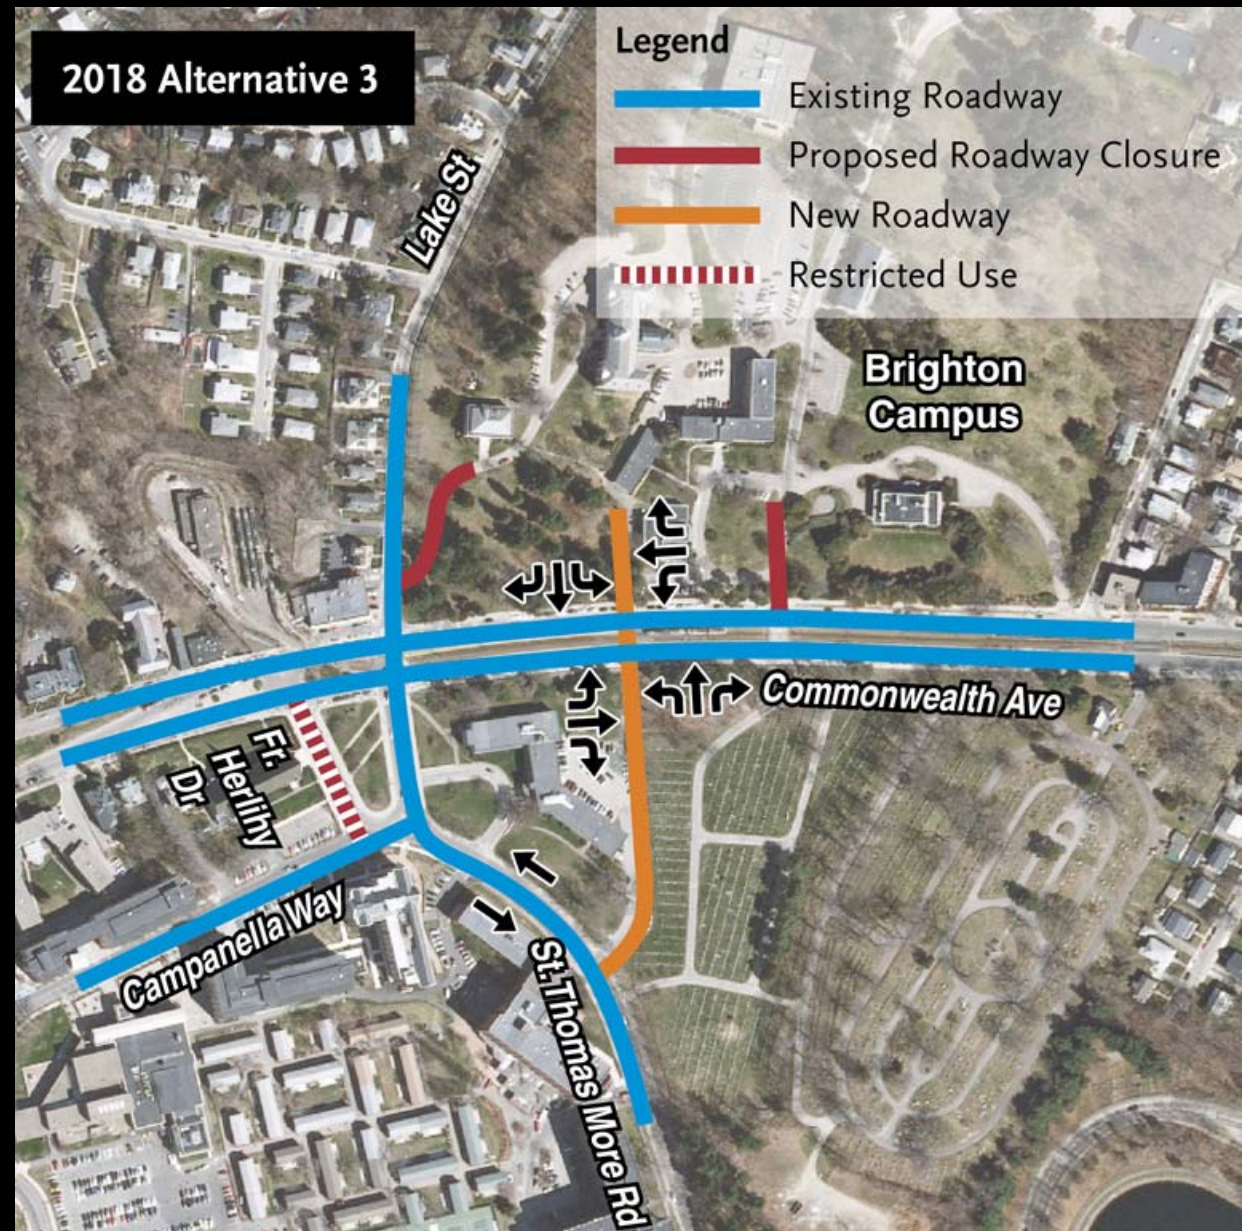 2018 Alternative 3
Legend
Existing Roadway
Proposed Roadway Closure
New Roadway
Restricted Use
Lake St
Brighton
Campus
Commonwealth Ave
Fr.
Herlihy
Dr
Campanella Way
St. Thomas More Rd